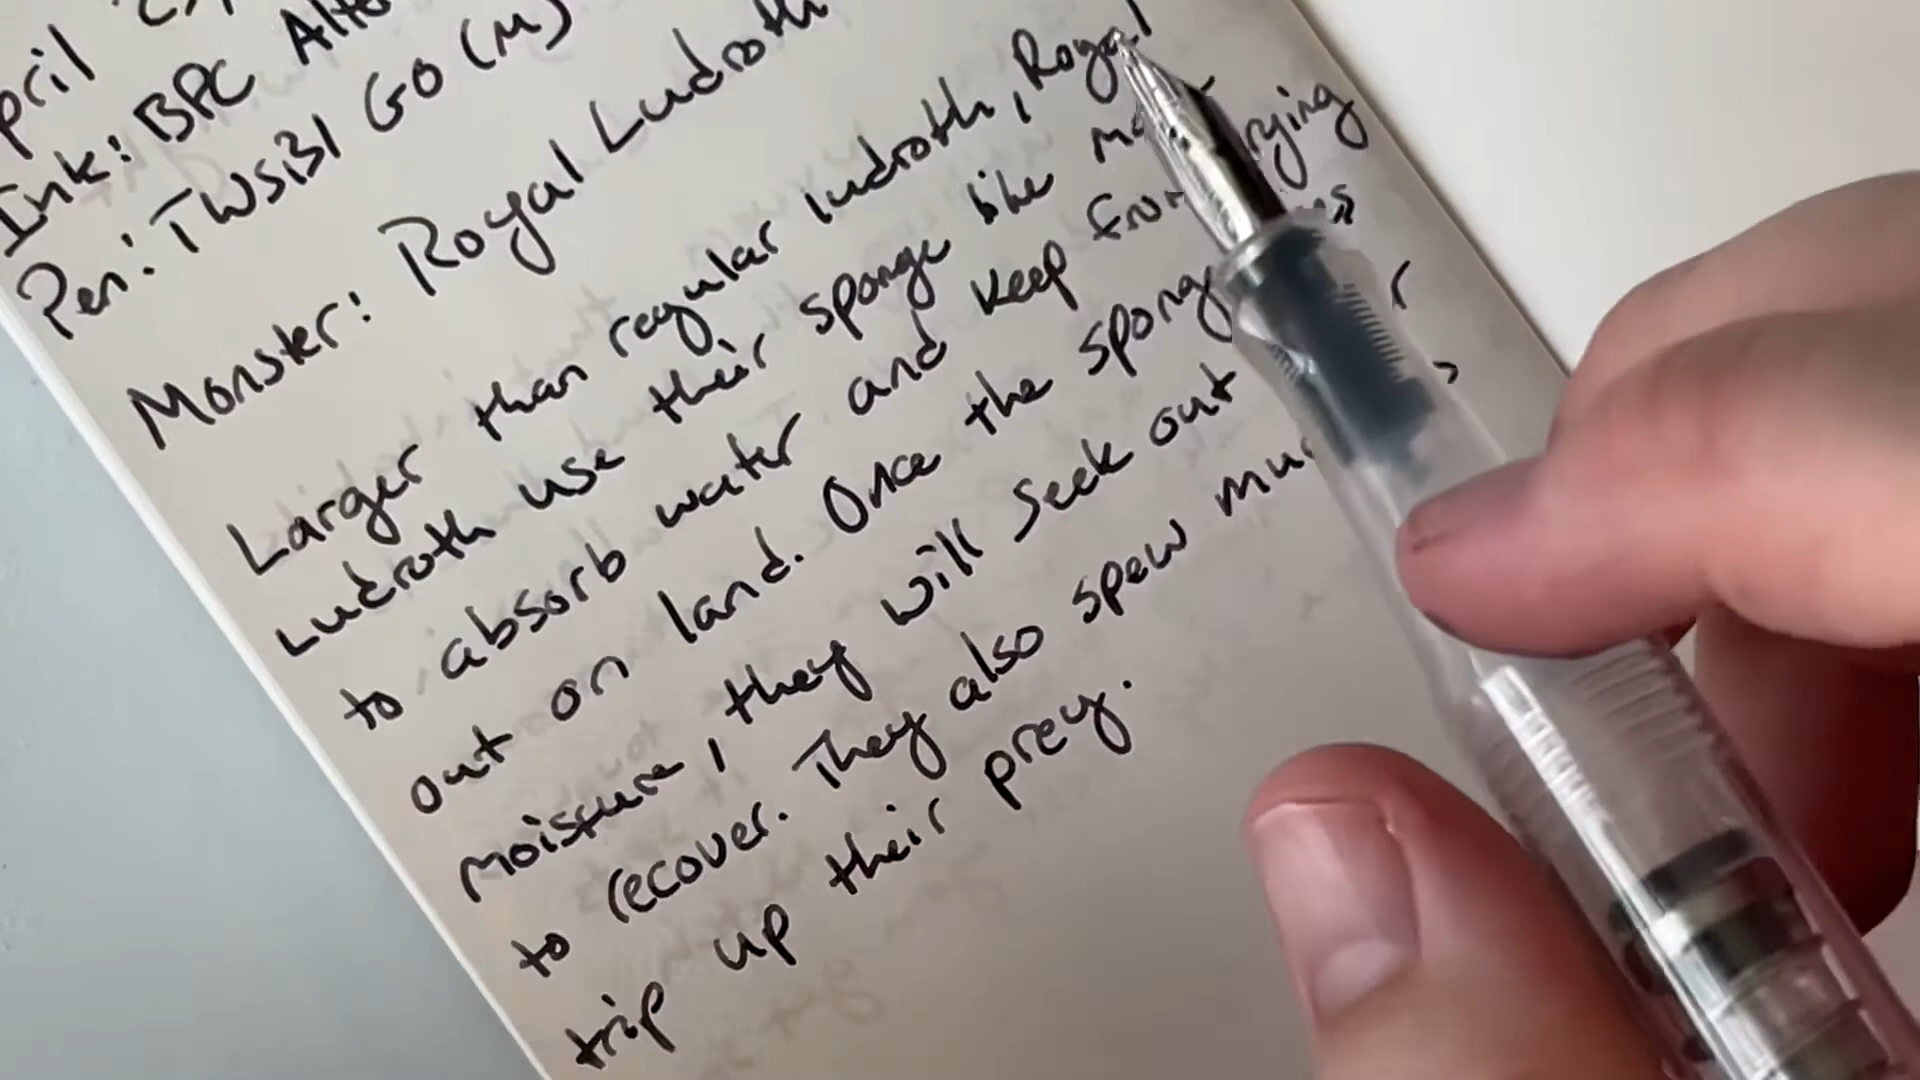 Ink: BPC
Pen: TWSBI GO (M)
Monster: Royal Ludroth
Larger than regular ludroth, Royal
Ludroth use their sponge like
to absorb water and keep from drying
out on land. Once the sponge
moisture, they will seek out
to recover. They also spew
trip up their prey.